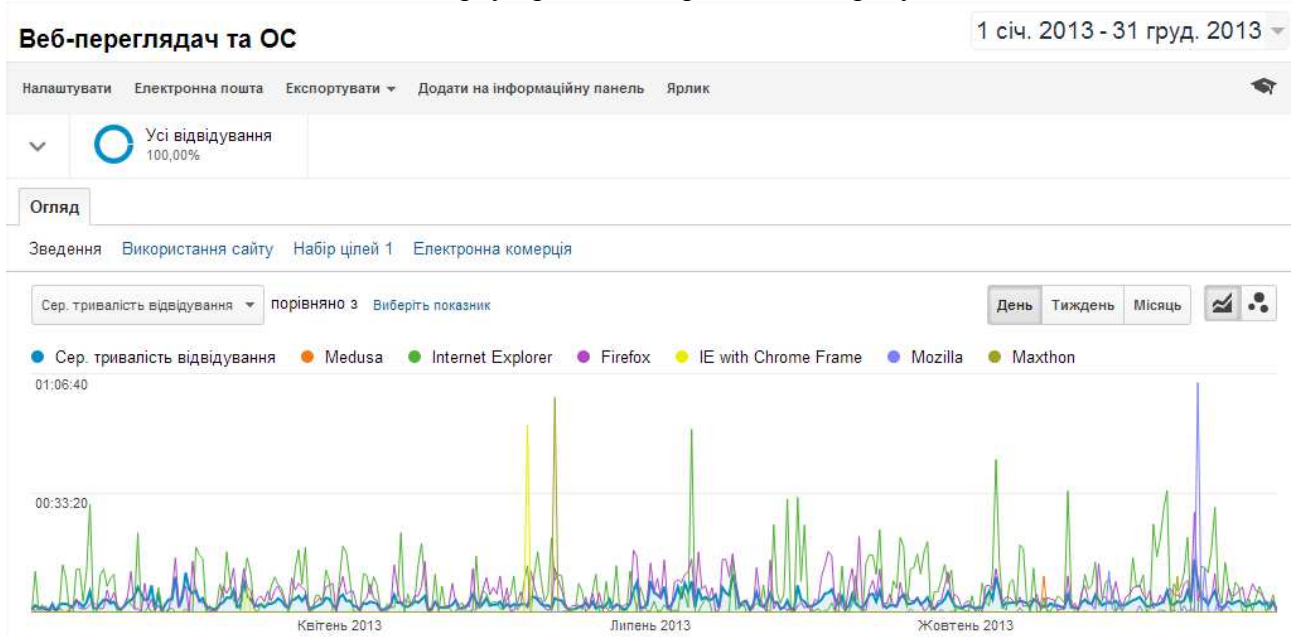 Веб-переглядач та ОС
1 січ. 2013 - 31 груд. 2013
Налаштувати Електронна пошта Експортувати Додати на інформаційну панель Ярлик
Усі відвідування
100,00%
Огляд
Зведення Використання сайту Набір цілей 1 Електронна комерція
Сер. тривалість відвідування порівняно з Виберіть показник День Тиждень Місяць
Сер. тривалість відвідування Medusa Internet Explorer Firefox IE with Chrome Frame Mozilla Maxthon
01:06:40
00:33:20
Квітень 2013 Липень 2013 Жовтень 2013